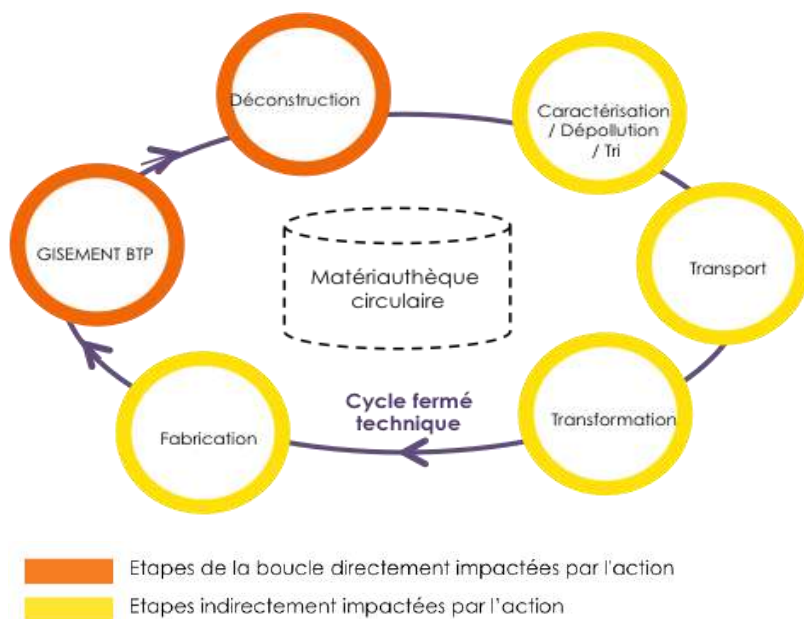 Déconstruction
Caractérisation
/ Dépollution
/ Tri
GISEMENT BTP
Transport
Matériauthèque
circulaire
Cycle fermé
technique
Transformation
Fabrication
Etapes de la boucle directement impactées par l'action
Etapes indirectement impactées par l'action